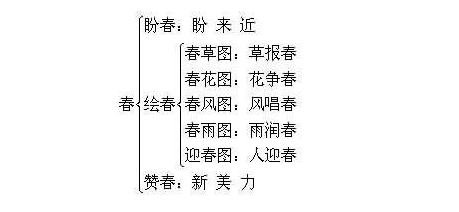 盼春：盼 来 近
春草图：草报春
春花图：花争春
春 绘春 春风图：风唱春
春雨图：雨润春
迎春图：人迎春
赞春：新 美 力